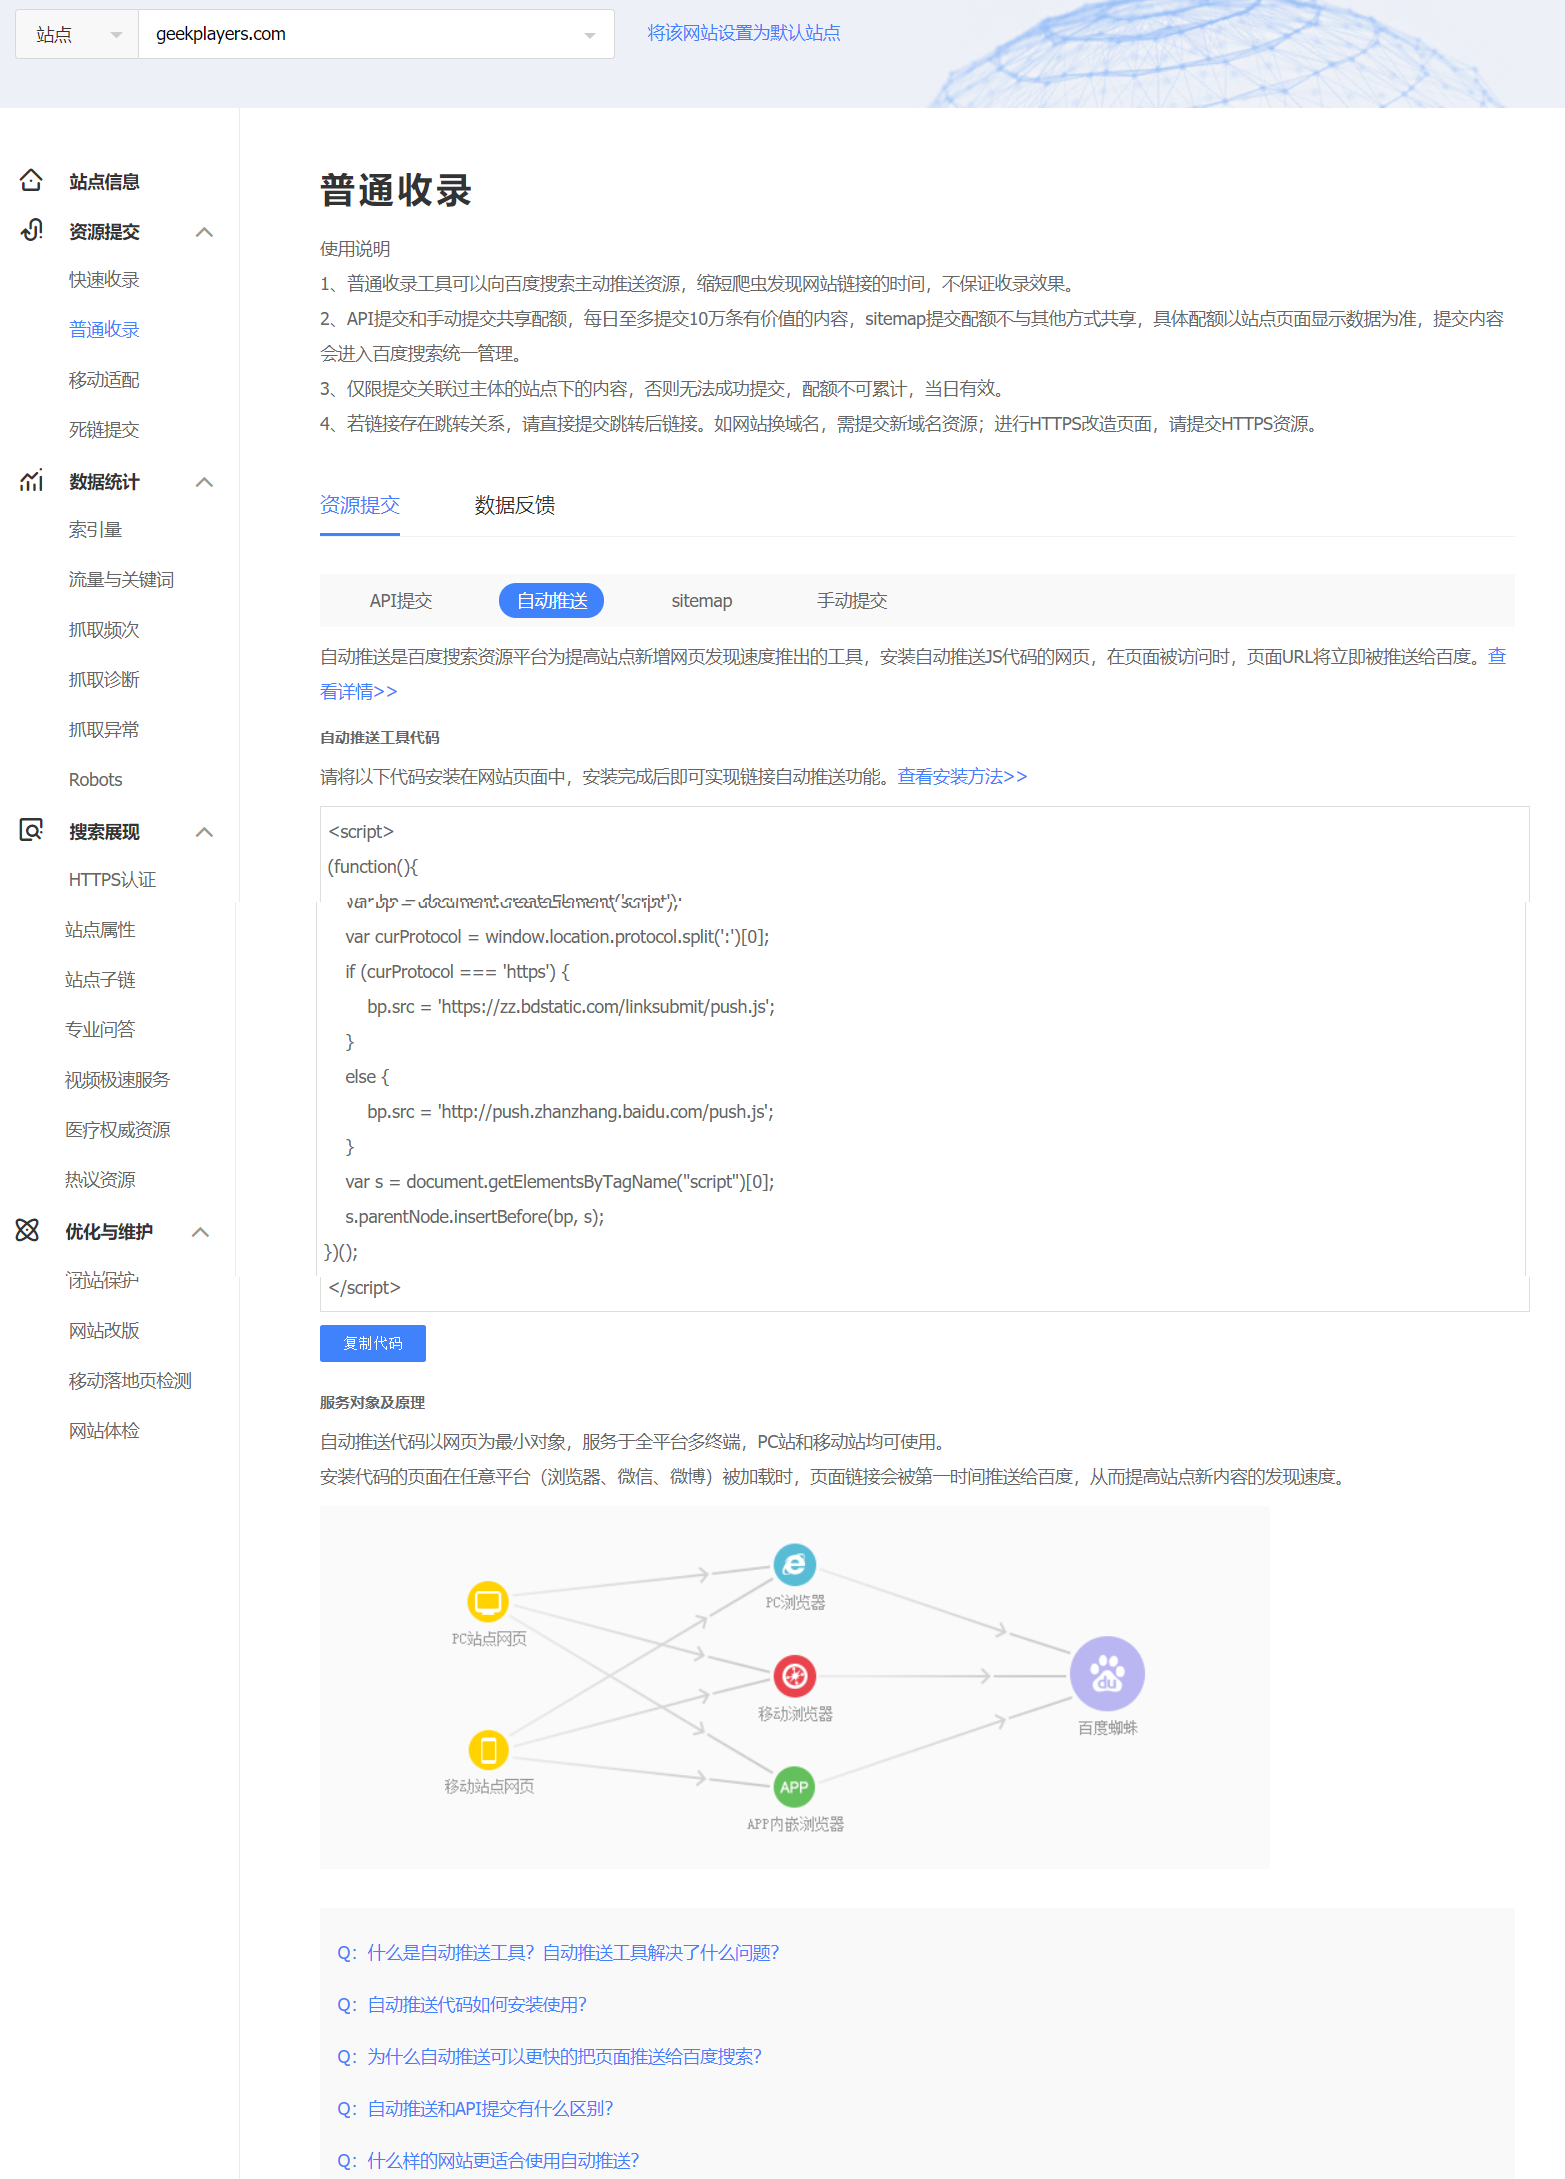 站点
geekplayers.com
将该网站设置为默认站点
站点信息
资源提交
快速收录
普通收录
移动适配
死链提交
数据统计
索引量
流量与关键词
抓取频次
抓取诊断
抓取异常
Robots
搜索展现
HTTPS认证
站点属性
站点子链
专业问答
视频极速服务
医疗权威资源
热议资源
优化与维护
闭站保护
网站改版
移动落地页检测
网站体检
普通收录
使用说明
1、普通收录工具可以向百度搜索主动推送资源，缩短爬虫发现网站链接的时间，不保证收录效果。
2、API提交和手动提交共享配额，每日至多提交10万条有价值的内容，sitemap提交配额不与其他方式共享，具体配额以站点页面显示数据为准，提交内容
会进入百度搜索统一管理。
3、仅限提交关联过主体的站点下的内容，否则无法成功提交，配额不可累计，当日有效。
4、若链接存在跳转关系，请直接提交跳转后链接。如网站换域名，需提交新域名资源；进行HTTPS改造页面，请提交HTTPS资源。
资源提交
数据反馈
API提交
自动推送
sitemap
手动提交
自动推送是百度搜索资源平台为提高站点新增网页发现速度推出的工具，安装自动推送JS代码的网页，在页面被访问时，页面URL将立即被推送给百度。查
看详情>>
自动推送工具代码
请将以下代码安装在网站页面中，安装完成后即可实现链接自动推送功能。查看安装方法>>
<script>
(function(){
var bp = document.createElement('script');
var curProtocol = window.location.protocol.split(':')[0];
if (curProtocol === 'https') {
bp.src = 'https://zz.bdstatic.com/linksubmit/push.js';
}
else {
bp.src = 'http://push.zhanzhang.baidu.com/push.js';
}
var s = document.getElementsByTagName("script")[0];
s.parentNode.insertBefore(bp, s);
})();
</script>
复制代码
服务对象及原理
自动推送代码以网页为最小对象，服务于全平台多终端，PC站和移动站均可使用。
安装代码的页面在任意平台（浏览器、微信、微博）被加载时，页面链接会被第一时间推送给百度，从而提高站点新内容的发现速度。
PC浏览器
PC站点网页
移动浏览器
du
百度蜘蛛
移动站点网页
APP
APP内嵌浏览器
Q：什么是自动推送工具？自动推送工具解决了什么问题？
Q：自动推送代码如何安装使用？
Q：为什么自动推送可以更快的把页面推送给百度搜索？
Q：自动推送和API提交有什么区别？
Q：什么样的网站更适合使用自动推送？